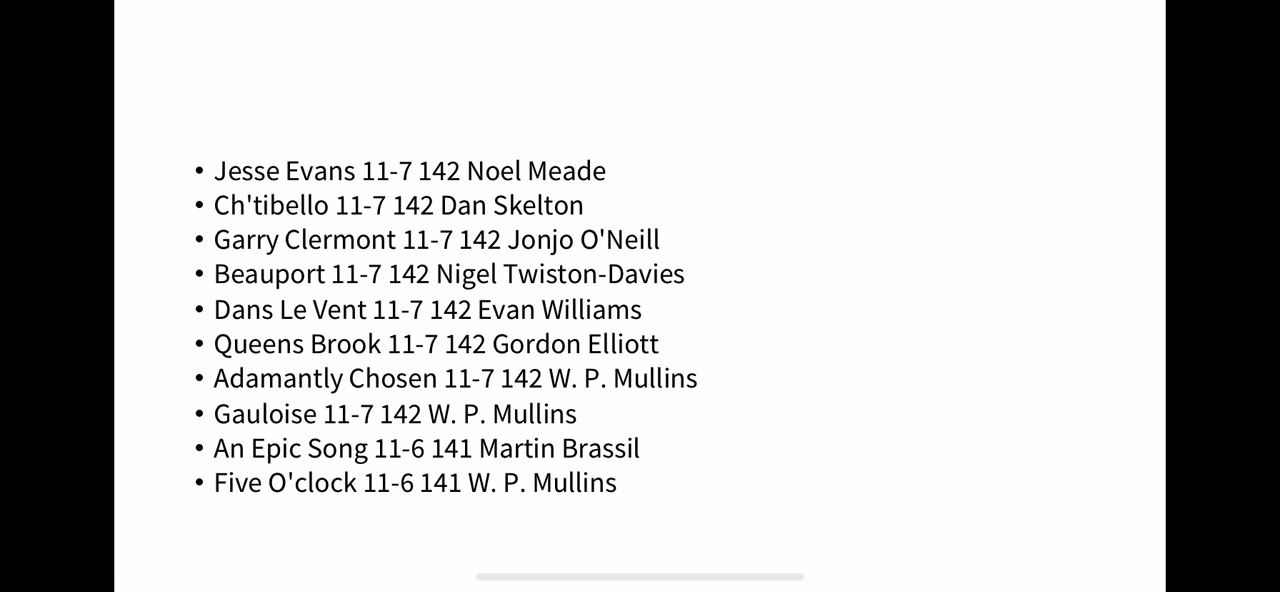 • Jesse Evans 11-7 142 Noel Meade
• Ch'tibello 11-7 142 Dan Skelton
• Garry Clermont 11-7 142 Jonjo O'Neill
• Beauport 11-7 142 Nigel Twiston-Davies
• Dans Le Vent 11-7 142 Evan Williams
• Queens Brook 11-7 142 Gordon Elliott
• Adamantly Chosen 11-7 142 W. P. Mullins
• Gauloise 11-7 142 W. P. Mullins
• An Epic Song 11-6 141 Martin Brassil
• Five O'clock 11-6 141 W. P. Mullins